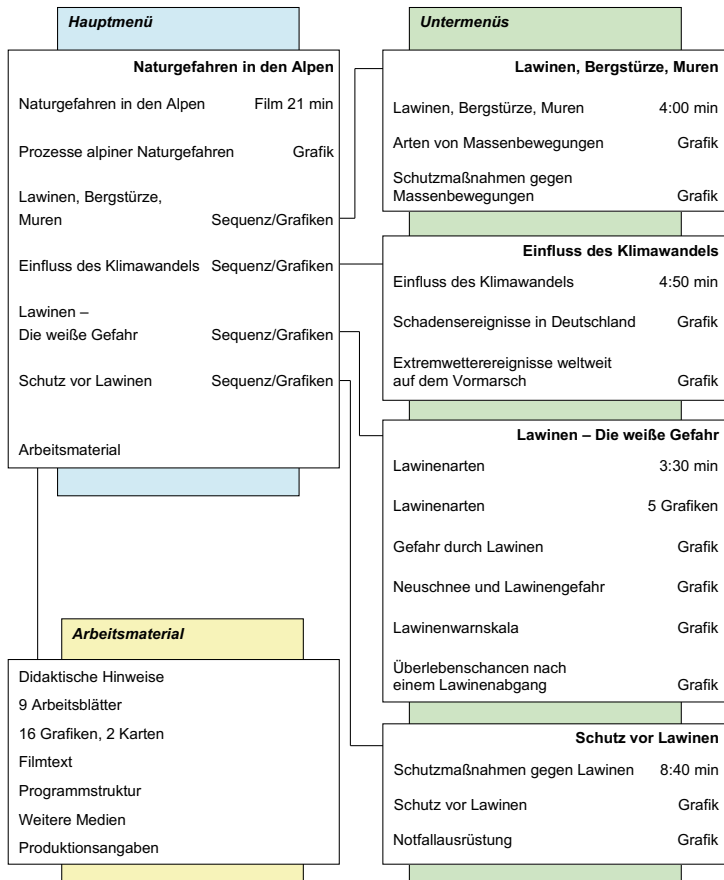 Hauptmenü
Naturgefahren in den Alpen
Naturgefahren in den Alpen Film 21 min
Prozesse alpiner Naturgefahren Grafik
Lawinen, Bergstürze,
Muren Sequenz/Grafiken
Einfluss des Klimawandels Sequenz/Grafiken
Lawinen –
Die weiße Gefahr Sequenz/Grafiken
Schutz vor Lawinen Sequenz/Grafiken
Arbeitsmaterial
Arbeitsmaterial
Didaktische Hinweise
9 Arbeitsblätter
16 Grafiken, 2 Karten
Filmtext
Programmstruktur
Weitere Medien
Produktionsangaben
Untermenüs
Lawinen, Bergstürze, Muren
Lawinen, Bergstürze, Muren 4:00 min
Arten von Massenbewegungen Grafik
Schutzmaßnahmen gegen
Massenbewegungen Grafik
Einfluss des Klimawandels
Einfluss des Klimawandels 4:50 min
Schadensereignisse in Deutschland Grafik
Extremwetterereignisse weltweit
auf dem Vormarsch Grafik
Lawinen – Die weiße Gefahr
Lawinenarten 3:30 min
Lawinenarten 5 Grafiken
Gefahr durch Lawinen Grafik
Neuschnee und Lawinengefahr Grafik
Lawinenwarnskala Grafik
Überlebenschancen nach
einem Lawinenabgang Grafik
Schutz vor Lawinen
Schutzmaßnahmen gegen Lawinen 8:40 min
Schutz vor Lawinen Grafik
Notfallausrüstung Grafik